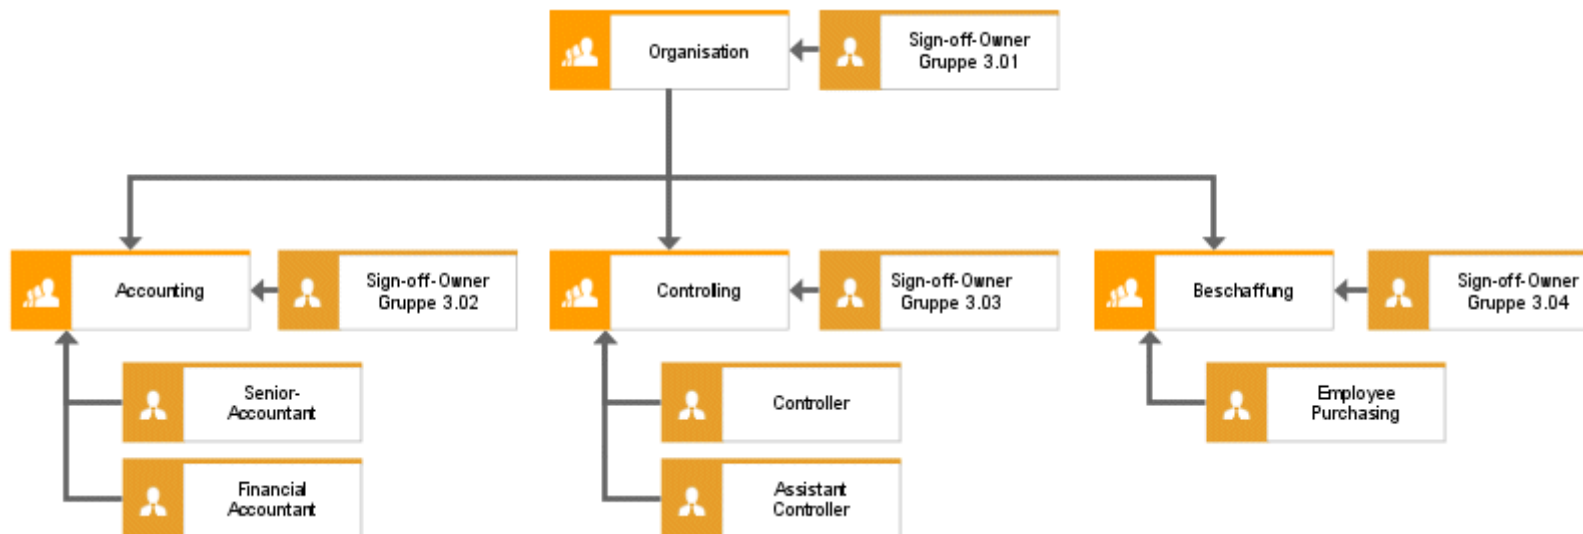 Organisation
Sign-off-Owner
Gruppe 3.01
Accounting
Sign-off-Owner
Gruppe 3.02
Controlling
Sign-off-Owner
Gruppe 3.03
Beschaffung
Sign-off-Owner
Gruppe 3.04
Senior-
Accountant
Controller
Employee
Purchasing
Financial
Accountant
Assistant
Controller